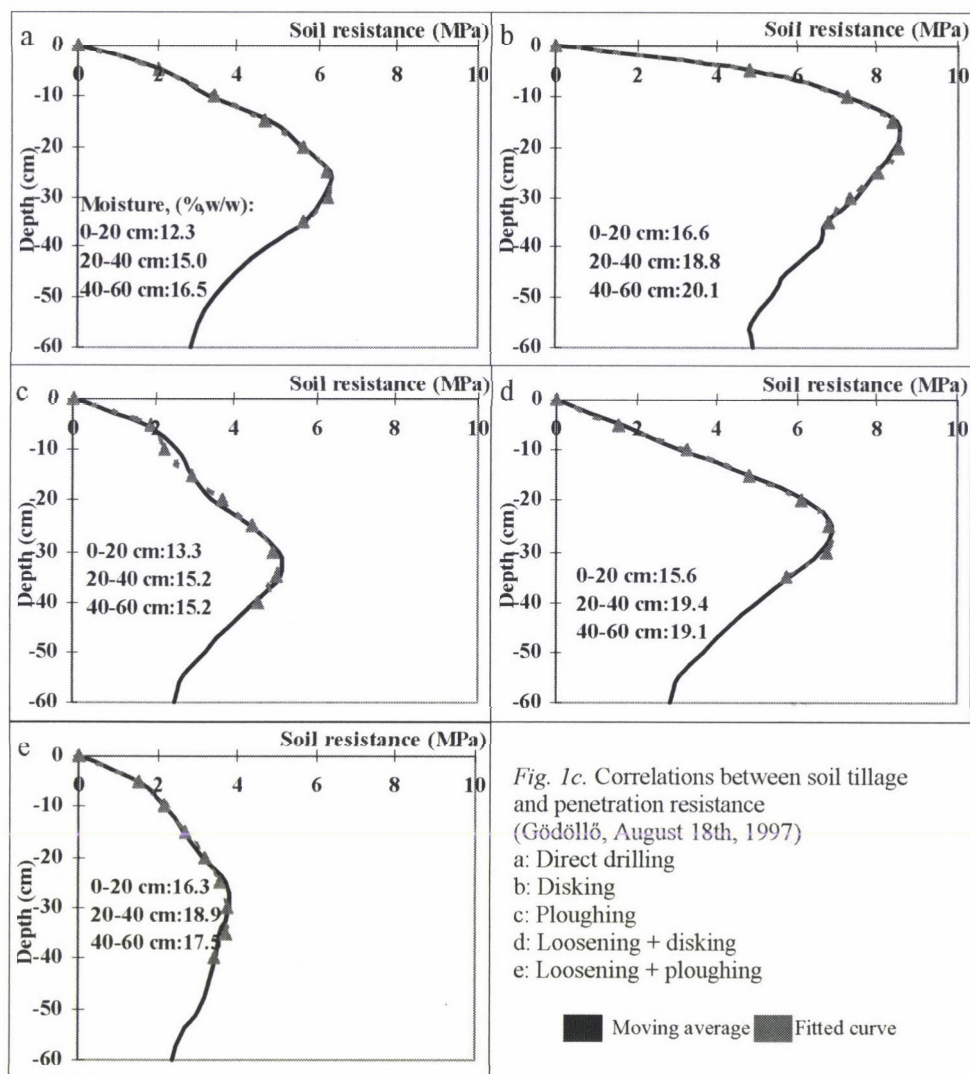 a
Soil resistance (MPa)
0 2 4 6 8 10
0
-10
-20
-30
-40
-50
-60
Depth (cm)
Moisture, (%,w/w):
0-20 cm:12.3
20-40 cm:15.0
40-60 cm:16.5
b
Soil resistance (MPa)
0 2 4 6 8 10
0
-10
-20
-30
-40
-50
-60
Depth (cm)
0-20 cm:16.6
20-40 cm:18.8
40-60 cm:20.1
c
Soil resistance (MPa)
0 2 4 6 8 10
0
-10
-20
-30
-40
-50
-60
Depth (cm)
0-20 cm:13.3
20-40 cm:15.2
40-60 cm:15.2
d
Soil resistance (MPa)
0 2 4 6 8 10
0
-10
-20
-30
-40
-50
-60
Depth (cm)
0-20 cm:15.6
20-40 cm:19.4
40-60 cm:19.1
e
Soil resistance (MPa)
0 2 4 6 8 10
0
-10
-20
-30
-40
-50
-60
Depth (cm)
0-20 cm:16.3
20-40 cm:18.9
40-60 cm:17.5
Fig. 1c. Correlations between soil tillage
and penetration resistance
(Gödöllő, August 18th, 1997)
a: Direct drilling
b: Disking
c: Ploughing
d: Loosening + disking
e: Loosening + ploughing
Moving average Fitted curve